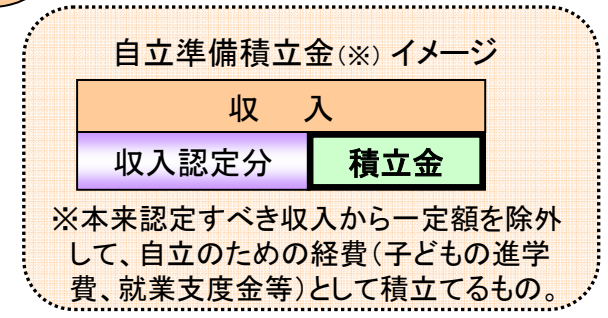 自立準備積立金(※) イメージ
収 入
収入認定分 積立金
※本来認定すべき収入から一定額を除外
して、自立のための経費(子どもの進学
費、就業支度金等)として積立てるもの。